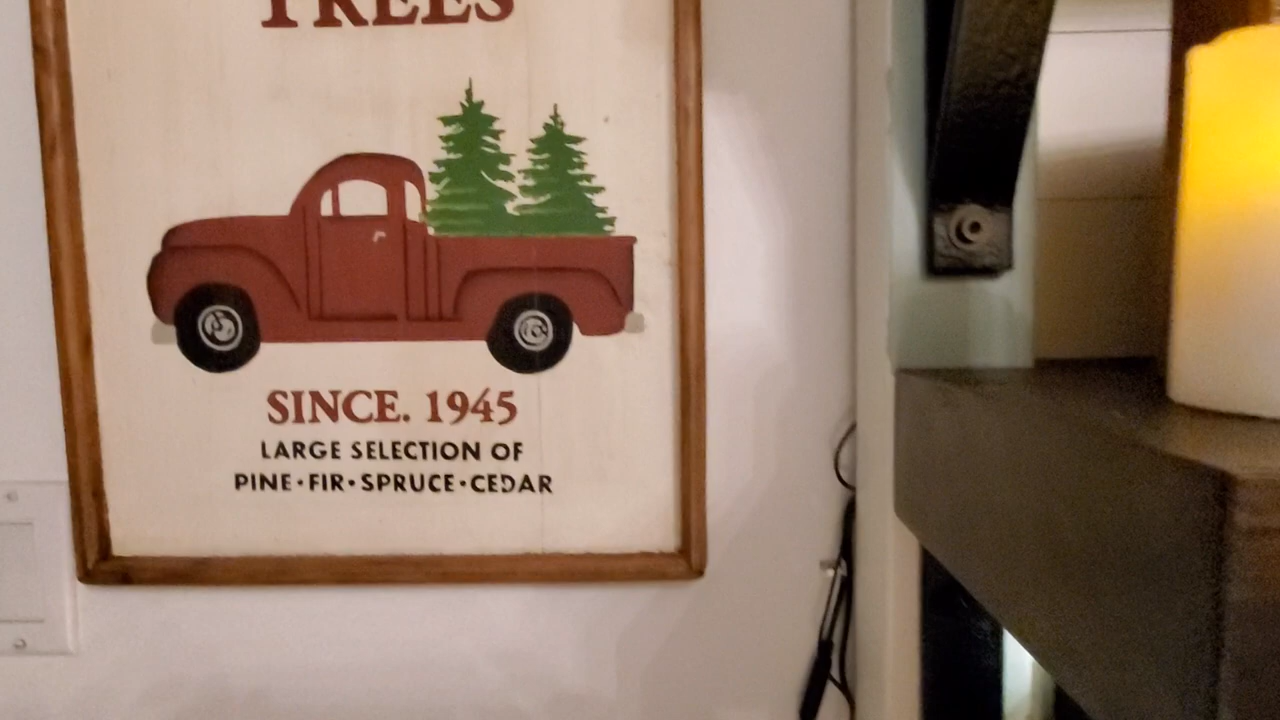 TREES
SINCE. 1945
LARGE SELECTION OF
PINE•FIR•SPRUCE•CEDAR